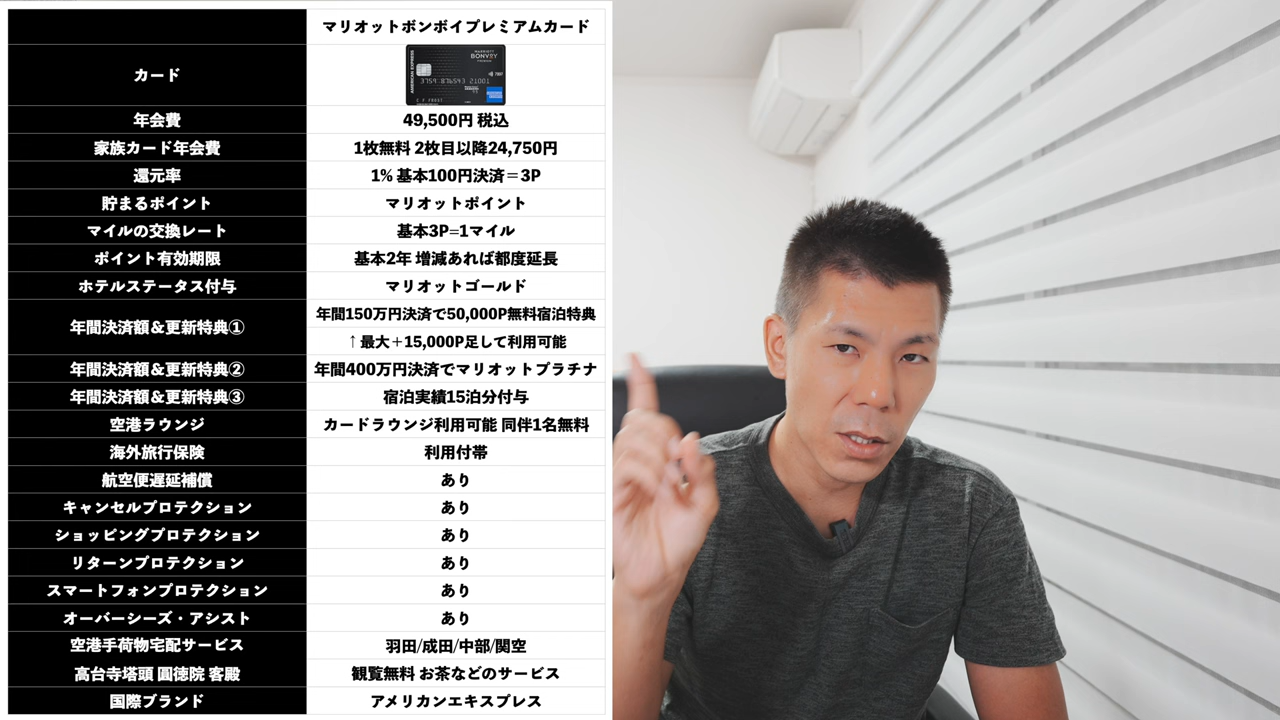 マリオットボンボイプレミアムカード
カード
AMERICAN EXPRESS
MARRIOTT
BONVOY
PREMIUM
3759 876543 21001
C F FROST
年会費 49,500円 税込
家族カード年会費 1枚無料 2枚目以降24,750円
還元率 1% 基本100円決済＝3P
貯まるポイント マリオットポイント
マイルの交換レート 基本3P=1マイル
ポイント有効期限 基本2年 増減あれば都度延長
ホテルステータス付与 マリオットゴールド
年間決済額&更新特典① 年間150万円決済で50,000P無料宿泊特典
↑最大＋15,000P足して利用可能
年間決済額&更新特典② 年間400万円決済でマリオットプラチナ
年間決済額&更新特典③ 宿泊実績15泊分付与
空港ラウンジ カードラウンジ利用可能 同伴1名無料
海外旅行保険 利用付帯
航空便遅延補償 あり
キャンセルプロテクション あり
ショッピングプロテクション あり
リターンプロテクション あり
スマートフォンプロテクション あり
オーバーシーズ・アシスト あり
空港手荷物宅配サービス 羽田/成田/中部/関空
高台寺塔頭 圓徳院 客殿 観覧無料 お茶などのサービス
国際ブランド アメリカンエキスプレス